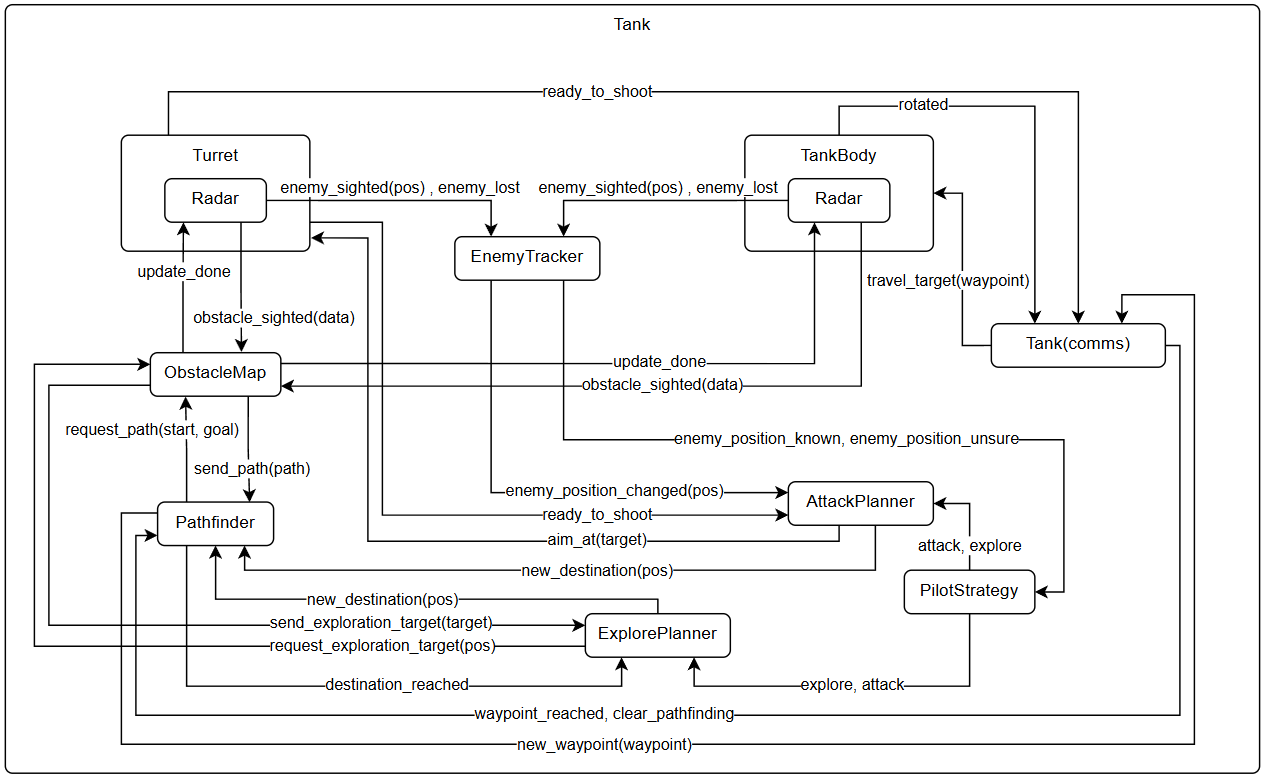 Tank
ready_to_shoot
rotated
Turret
TankBody
Radar
enemy_sighted(pos) , enemy_lost
enemy_sighted(pos) , enemy_lost
Radar
EnemyTracker
update_done
travel_target(waypoint)
obstacle_sighted(data)
Tank(comms)
update_done
ObstacleMap
obstacle_sighted(data)
request_path(start, goal)
enemy_position_known, enemy_position_unsure
send_path(path)
enemy_position_changed(pos)
AttackPlanner
ready_to_shoot
Pathfinder
aim_at(target)
attack, explore
new_destination(pos)
PilotStrategy
new_destination(pos)
send_exploration_target(target)
ExplorePlanner
request_exploration_target(pos)
destination_reached
explore, attack
waypoint_reached, clear_pathfinding
new_waypoint(waypoint)